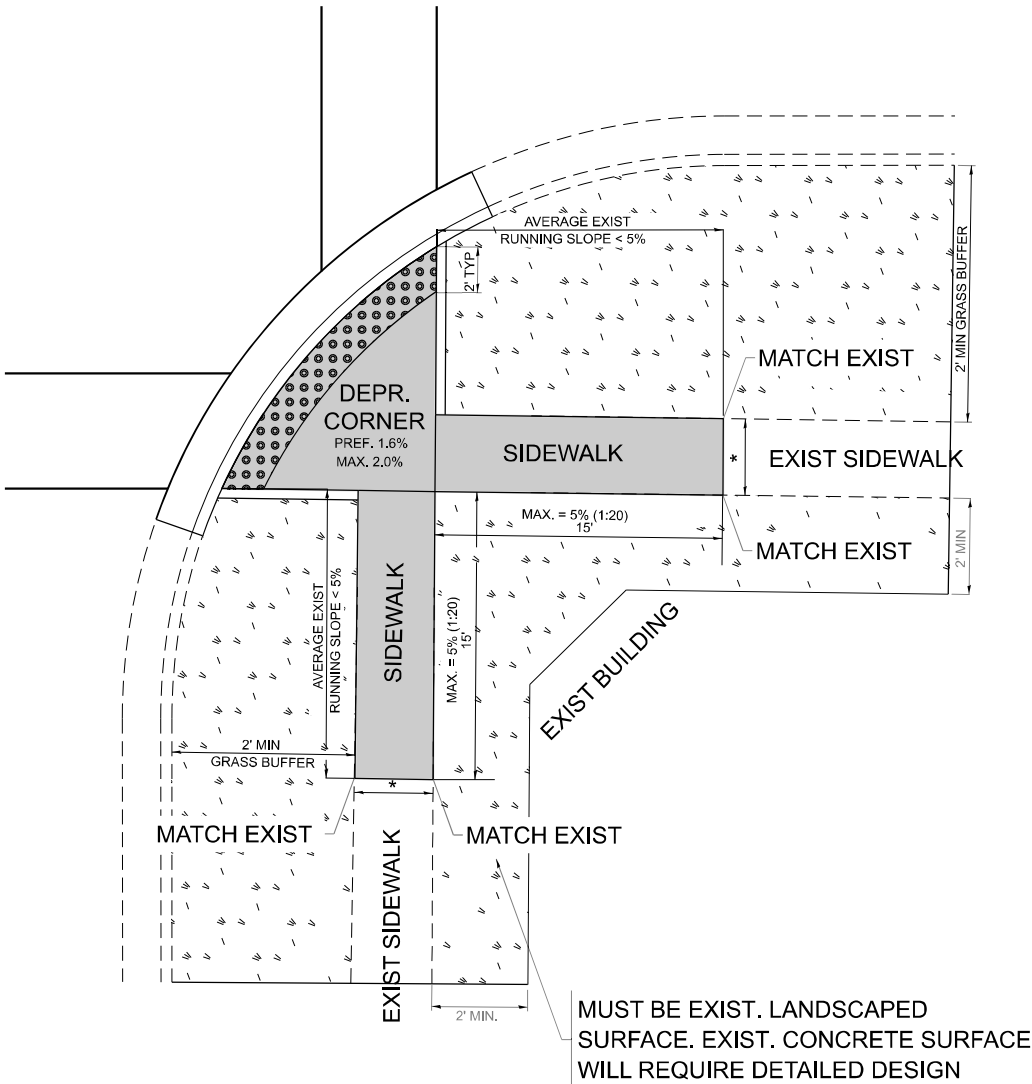 AVERAGE EXIST
RUNNING SLOPE < 5%
2' TYP
2' MIN GRASS BUFFER
MATCH EXIST
DEPR.
CORNER
PREF. 1.6%
MAX. 2.0%
SIDEWALK
*
EXIST SIDEWALK
MAX. = 5% (1:20)
15'
MATCH EXIST
2' MIN
AVERAGE EXIST
RUNNING SLOPE < 5%
SIDEWALK
MAX. = 5% (1:20)
15'
EXIST BUILDING
2' MIN
GRASS BUFFER
*
MATCH EXIST
MATCH EXIST
EXIST SIDEWALK
2' MIN.
MUST BE EXIST. LANDSCAPED
SURFACE. EXIST. CONCRETE SURFACE
WILL REQUIRE DETAILED DESIGN